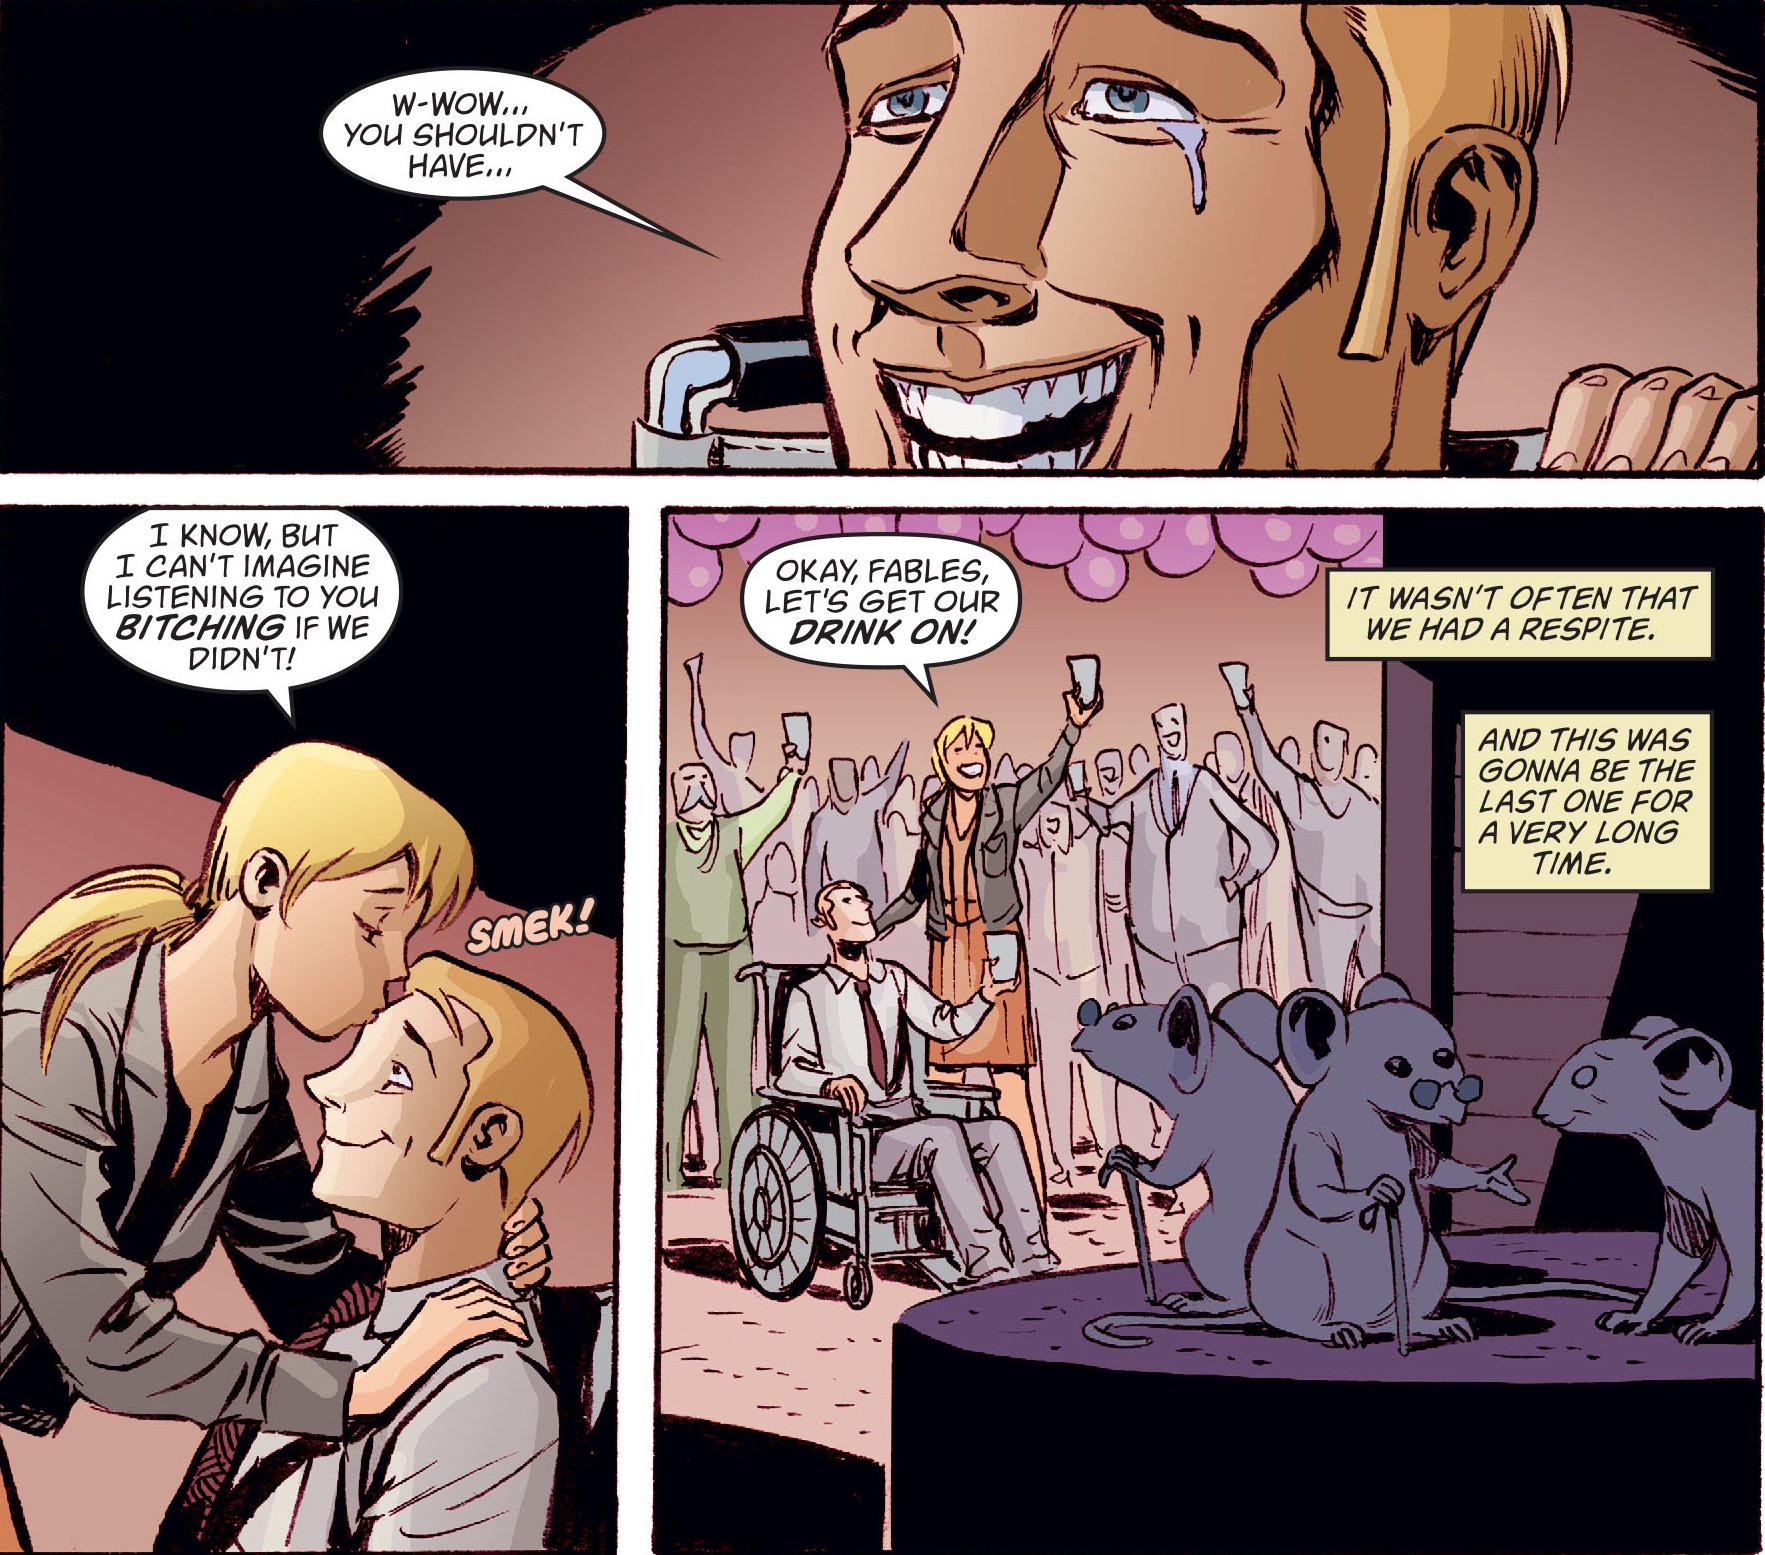 W-WOW...
YOU SHOULDN'T
HAVE...
I KNOW, BUT
I CAN'T IMAGINE
LISTENING TO YOU
BITCHING IF WE
DIDN'T!
SMEK!
OKAY, FABLES,
LET'S GET OUR
DRINK ON!
IT WASN'T OFTEN THAT
WE HAD A RESPITE.
AND THIS WAS
GONNA BE THE
LAST ONE FOR
A VERY LONG
TIME.